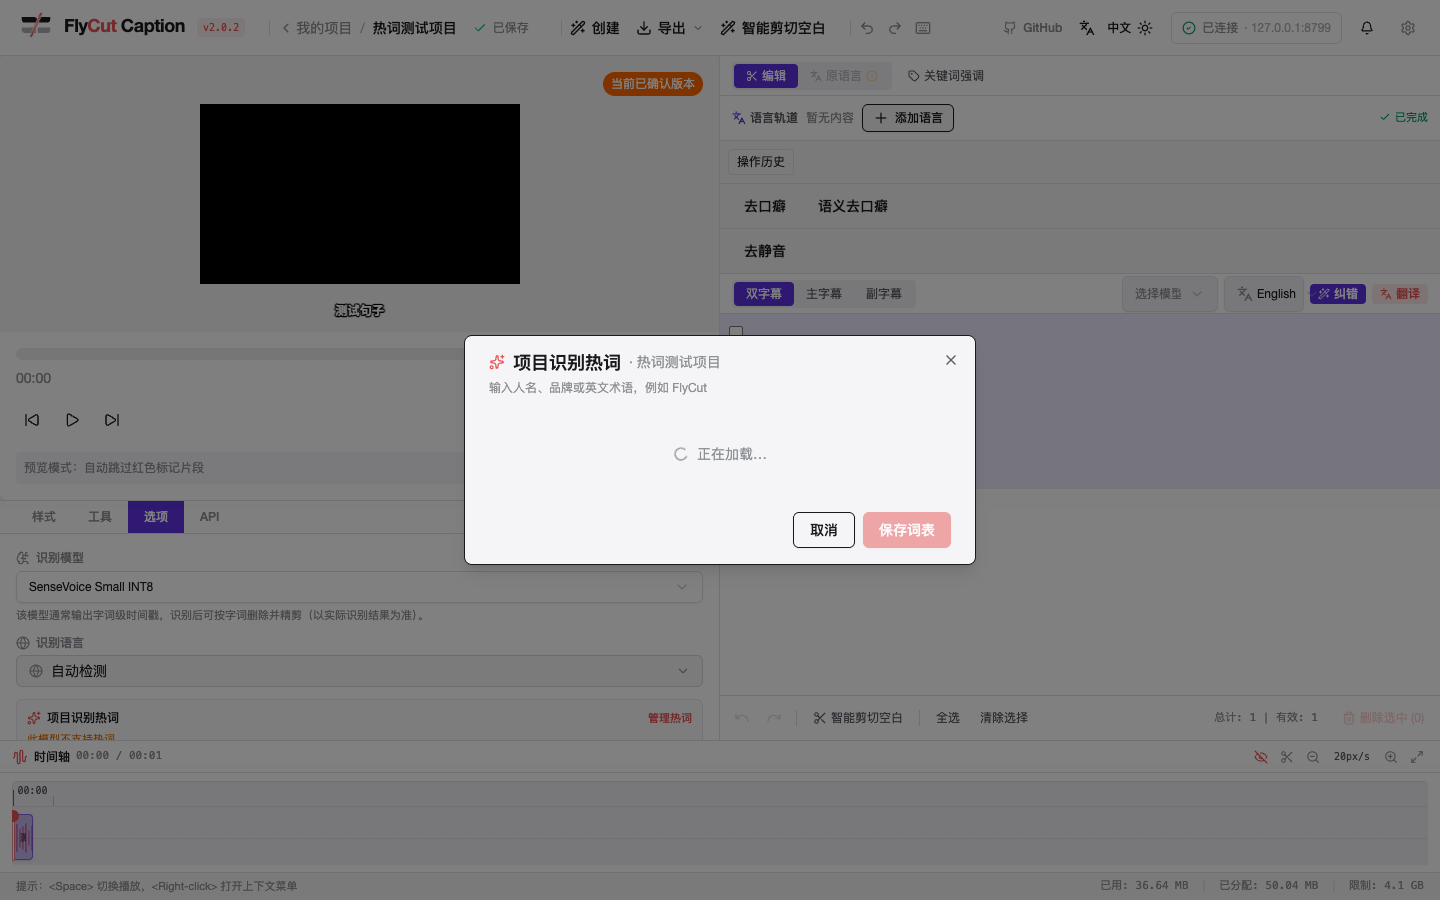 FlyCut Caption v2.0.2 我的项目 / 热词测试项目 已保存 创建 导出 智能剪切空白 GitHub 中文 已连接 · 127.0.0.1:8799
当前已确认版本
测试句子
00:00
预览模式：自动跳过红色标记片段
样式 工具 选项 API
识别模型
SenseVoice Small INT8
该模型通常输出字词级时间戳，识别后可按字词删除并精剪（以实际识别结果为准）。
识别语言
自动检测
项目识别热词 管理热词
此模型不支持热词
编辑 原语言 关键词强调
语言轨道 暂无内容 添加语言 已完成
操作历史
去口癖 语义去口癖
去静音
双字幕 主字幕 副字幕 选择模型 English 纠错 翻译
项目识别热词 · 热词测试项目
输入人名、品牌或英文术语，例如 FlyCut
正在加载...
取消 保存词表
智能剪切空白 全选 清除选择 总计: 1 | 有效: 1 删除选中 (0)
时间轴 00:00 / 00:01 20px/s
00:00
提示: <Space> 切换播放，<Right-click> 打开上下文菜单 已用: 36.64 MB 已分配: 50.04 MB 限制: 4.1 GB